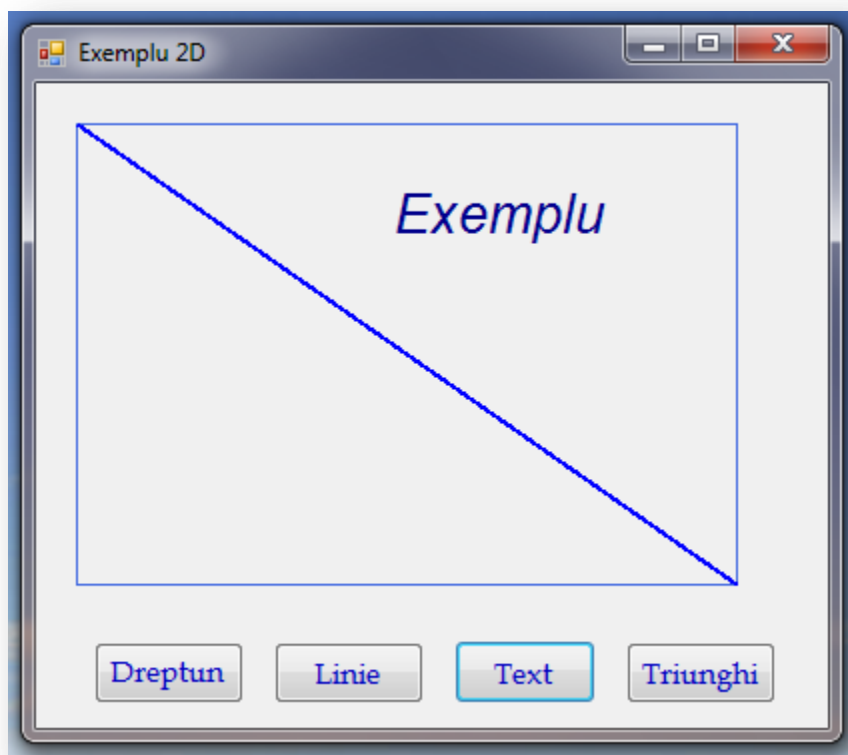 Exemplu 2D
Exemplu
Dreptun
Linie
Text
Triunghi